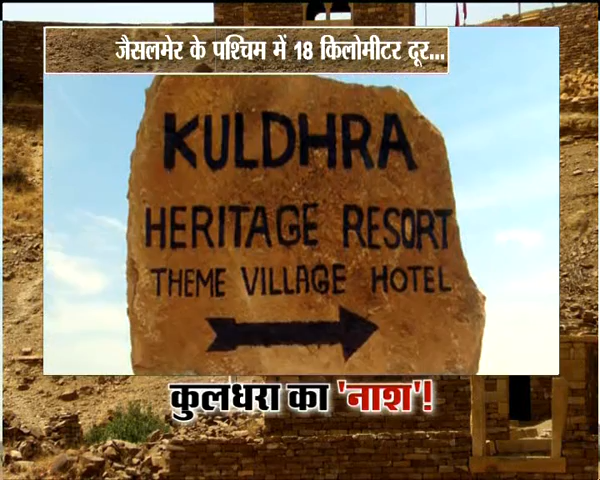 जैसलमेर के पश्चिम में 18 किलोमीटर दूर...
KULDHRA
HERITAGE RESORT
THEME VILLAGE HOTEL
कुलधरा का 'नाश'!